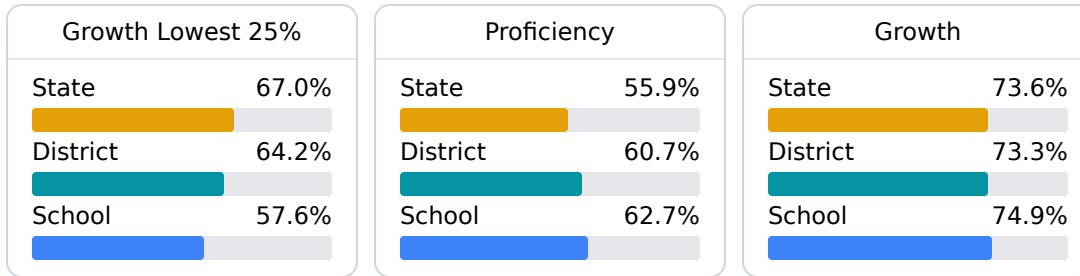 Growth Lowest 25%
State 67.0%
District 64.2%
School 57.6%
Proficiency
State 55.9%
District 60.7%
School 62.7%
Growth
State 73.6%
District 73.3%
School 74.9%